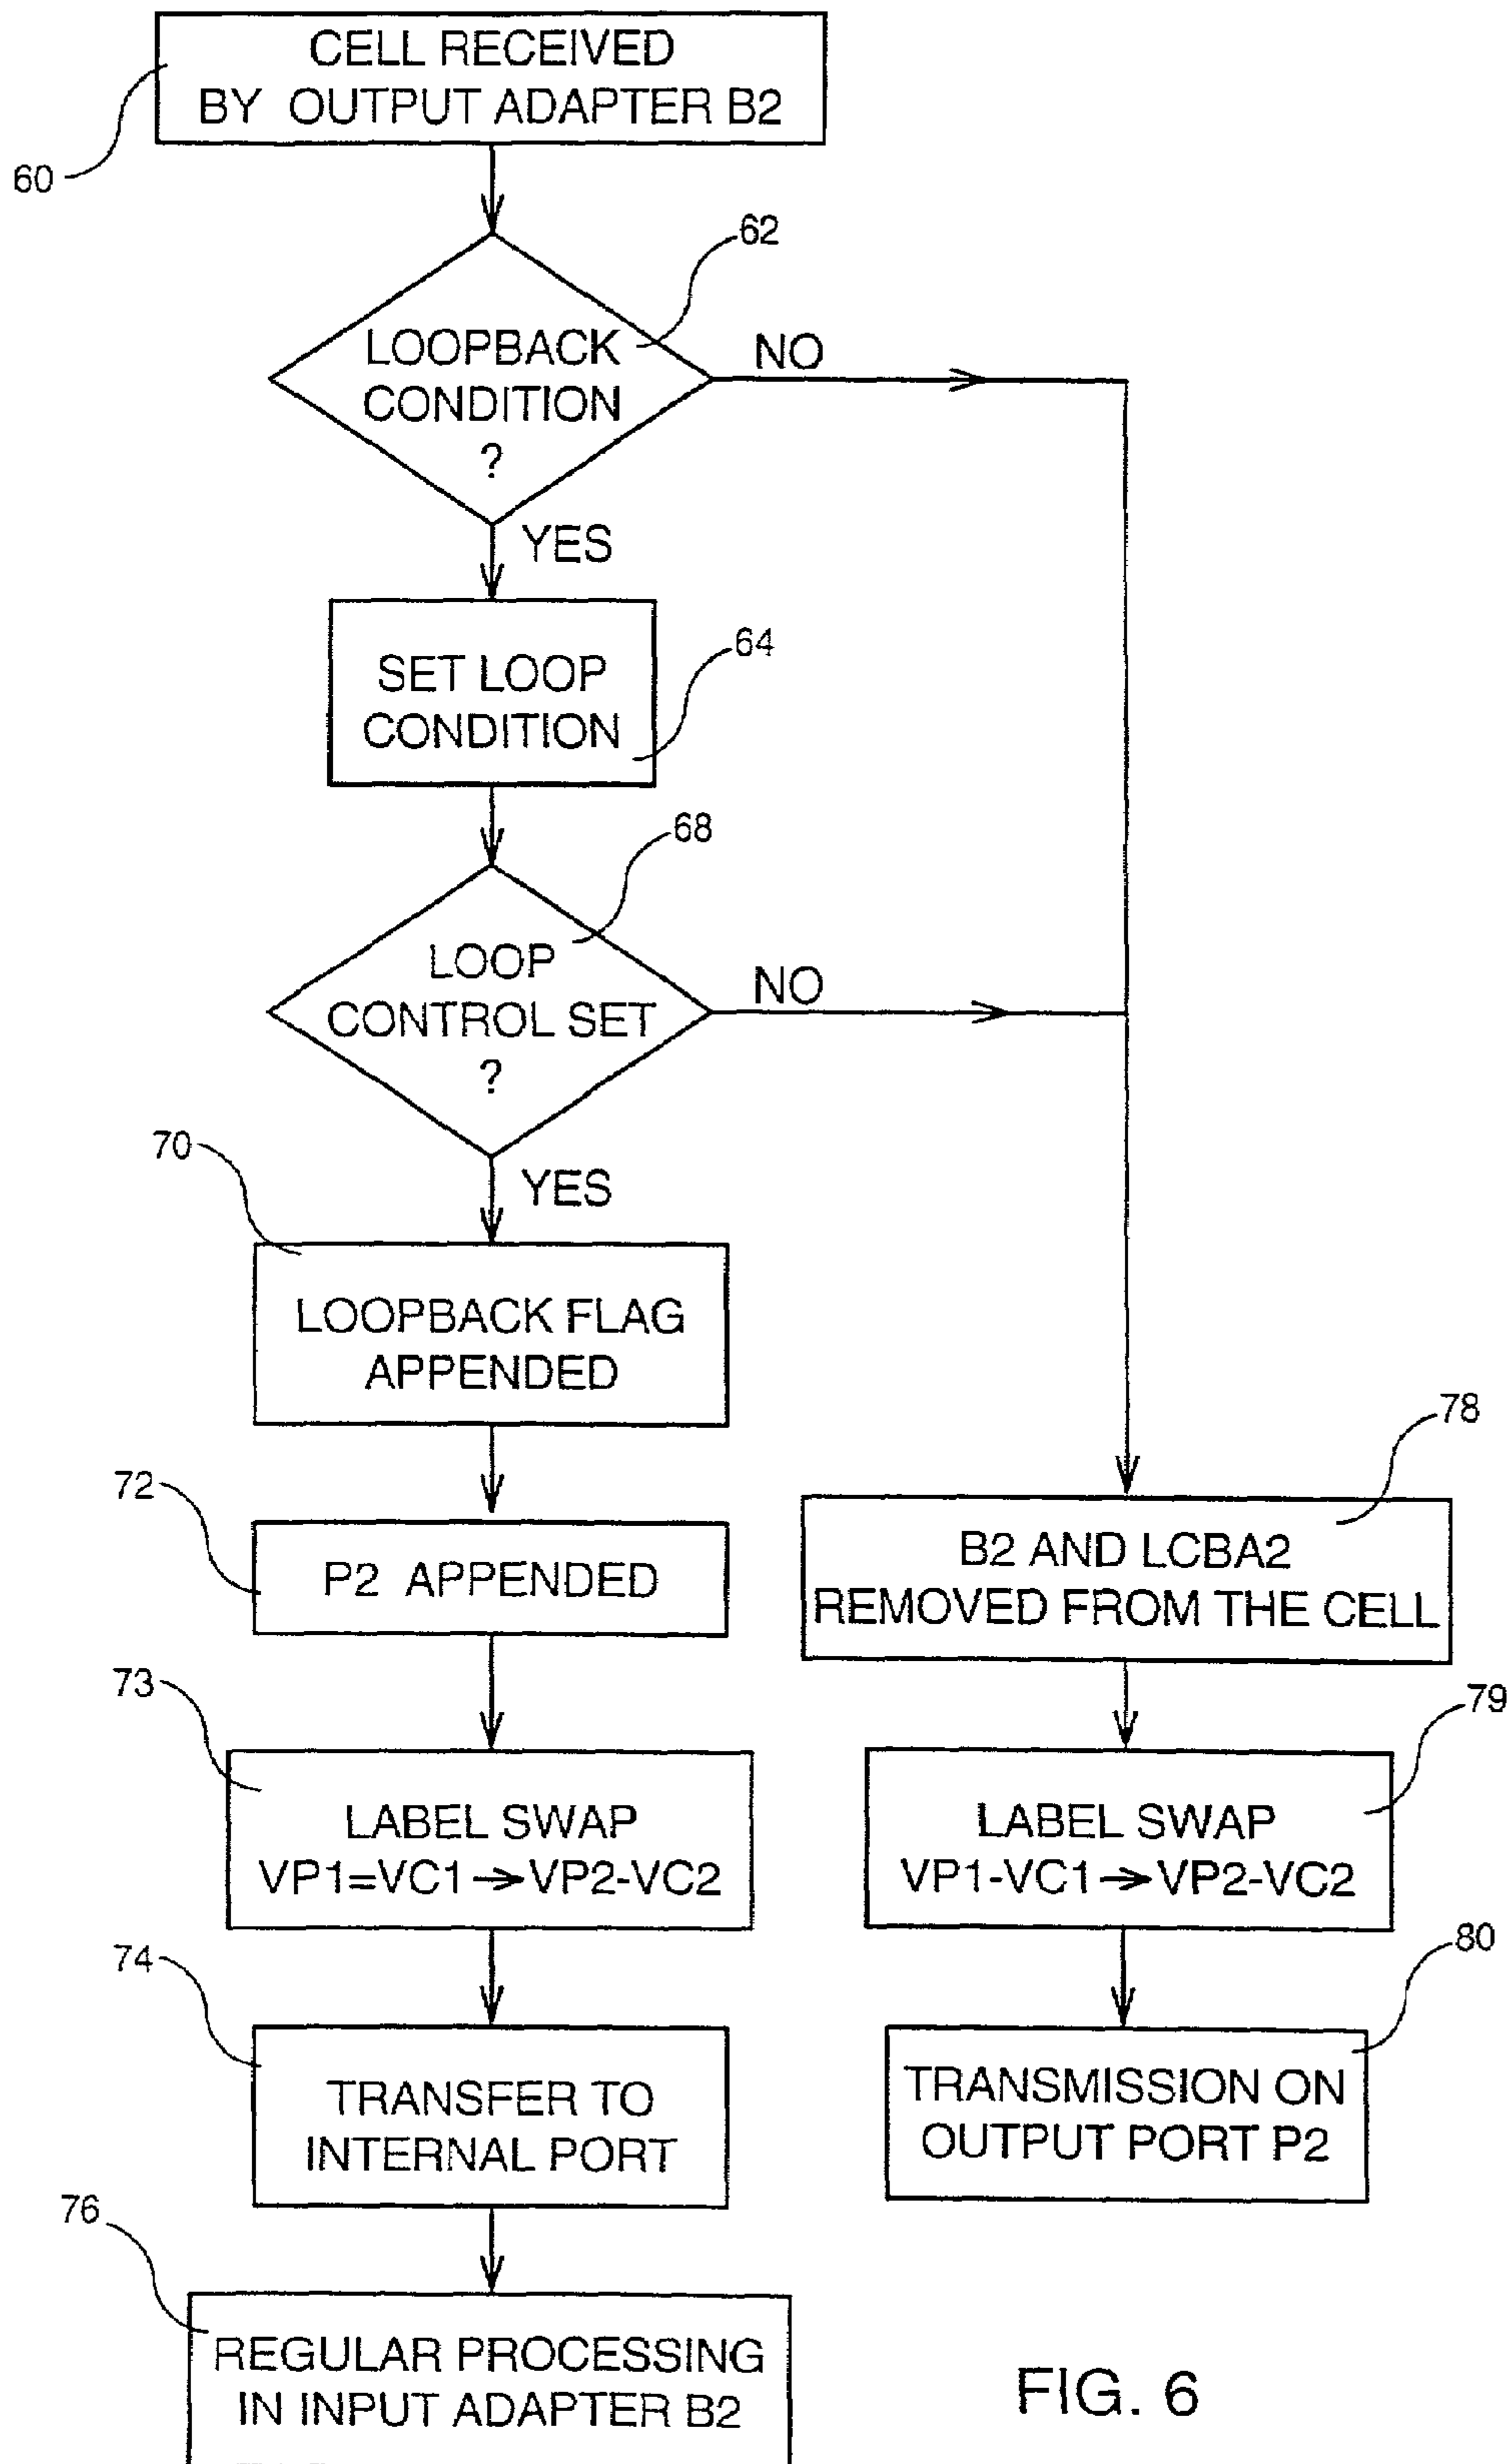 CELL RECEIVED
BY OUTPUT ADAPTER B2
60
62
LOOPBACK
CONDITION
?
NO
YES
SET LOOP
CONDITION
64
68
LOOP
CONTROL SET
?
NO
YES
70
LOOPBACK FLAG
APPENDED
72
P2 APPENDED
73
LABEL SWAP
VP1=VC1→VP2-VC2
74
TRANSFER TO
INTERNAL PORT
76
REGULAR PROCESSING
IN INPUT ADAPTER B2
78
B2 AND LCBA2
REMOVED FROM THE CELL
79
LABEL SWAP
VP1-VC1→VP2-VC2
80
TRANSMISSION ON
OUTPUT PORT P2
FIG. 6